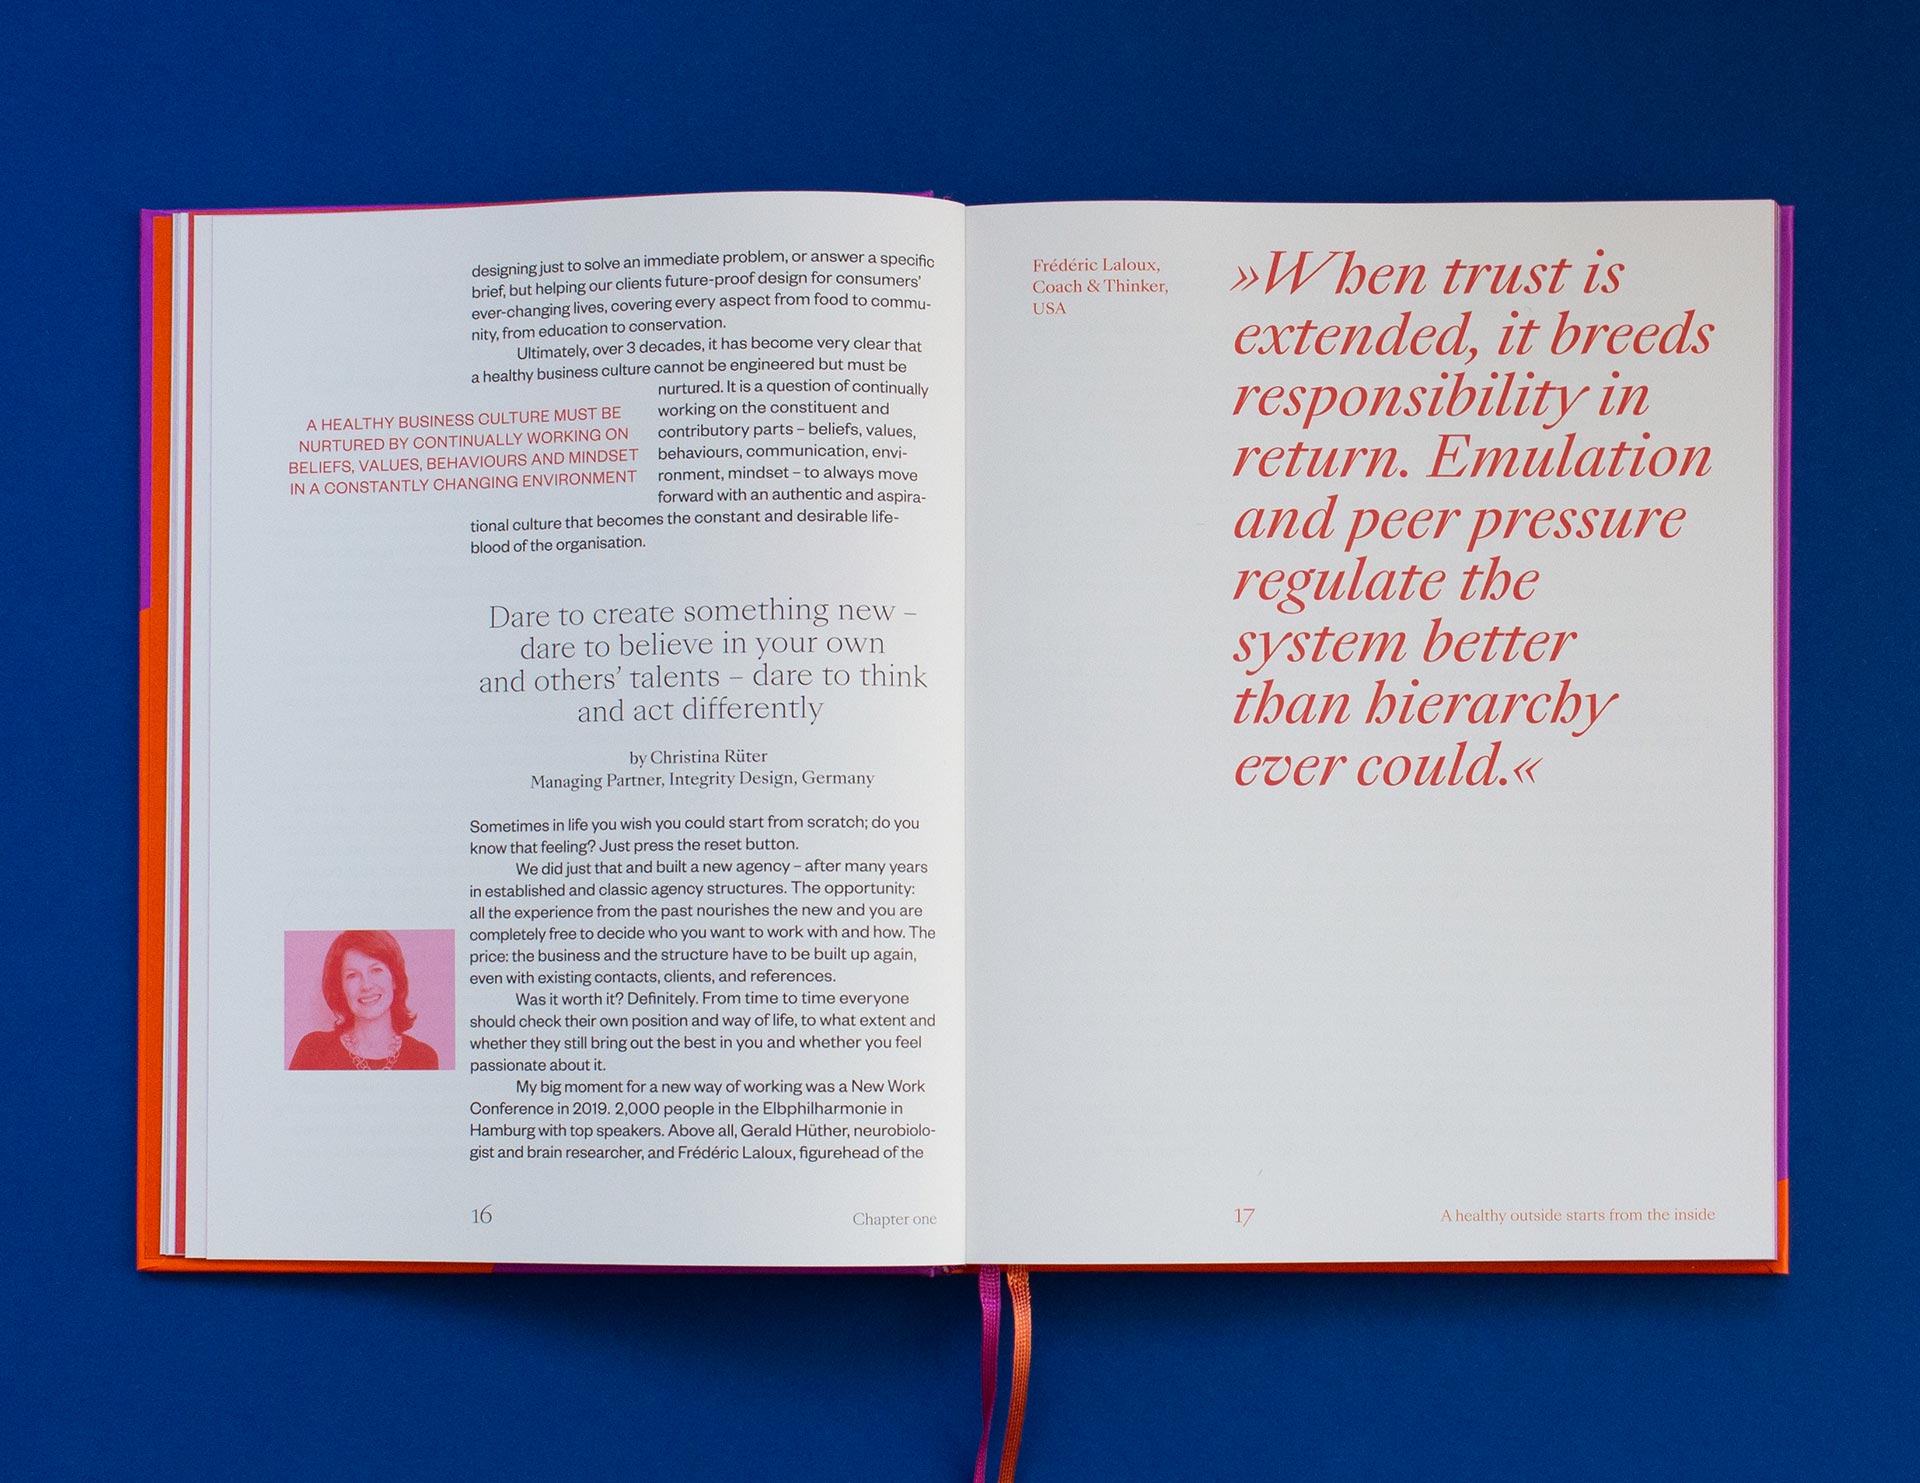 designing just to solve an immediate problem, or answer a specific
brief, but helping our clients future-proof design for consumers’
ever-changing lives, covering every aspect from food to commu-
nity, from education to conservation.
Ultimately, over 3 decades, it has become very clear that
a healthy business culture cannot be engineered but must be
nurtured. It is a question of continually
working on the constituent and
contributory parts – beliefs, values,
behaviours, communication, envi-
ronment, mindset – to always move
forward with an authentic and aspira-
tional culture that becomes the constant and desirable life-
blood of the organisation.
A HEALTHY BUSINESS CULTURE MUST BE
NURTURED BY CONTINUALLY WORKING ON
BELIEFS, VALUES, BEHAVIOURS AND MINDSET
IN A CONSTANTLY CHANGING ENVIRONMENT
Dare to create something new –
dare to believe in your own
and others’ talents – dare to think
and act differently
by Christina Rüter
Managing Partner, Integrity Design, Germany
Sometimes in life you wish you could start from scratch; do you
know that feeling? Just press the reset button.
We did just that and built a new agency – after many years
in established and classic agency structures. The opportunity:
all the experience from the past nourishes the new and you are
completely free to decide who you want to work with and how. The
price: the business and the structure have to be built up again,
even with existing contacts, clients, and references.
Was it worth it? Definitely. From time to time everyone
should check their own position and way of life, to what extent and
whether they still bring out the best in you and whether you feel
passionate about it.
My big moment for a new way of working was a New Work
Conference in 2019. 2,000 people in the Elbphilharmonie in
Hamburg with top speakers. Above all, Gerald Hüther, neurobiolo-
gist and brain researcher, and Frédéric Laloux, figurehead of the
16
Chapter one
Frédéric Laloux,
Coach & Thinker,
USA
»When trust is
extended, it breeds
responsibility in
return. Emulation
and peer pressure
regulate the
system better
than hierarchy
ever could.«
17
A healthy outside starts from the inside